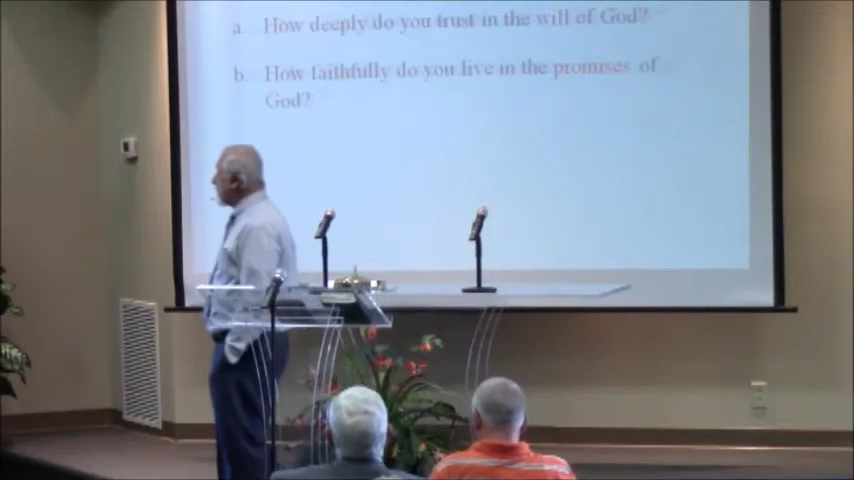 a. How deeply do you trust in the will of God?
b. How faithfully do you live in the promises of
God?